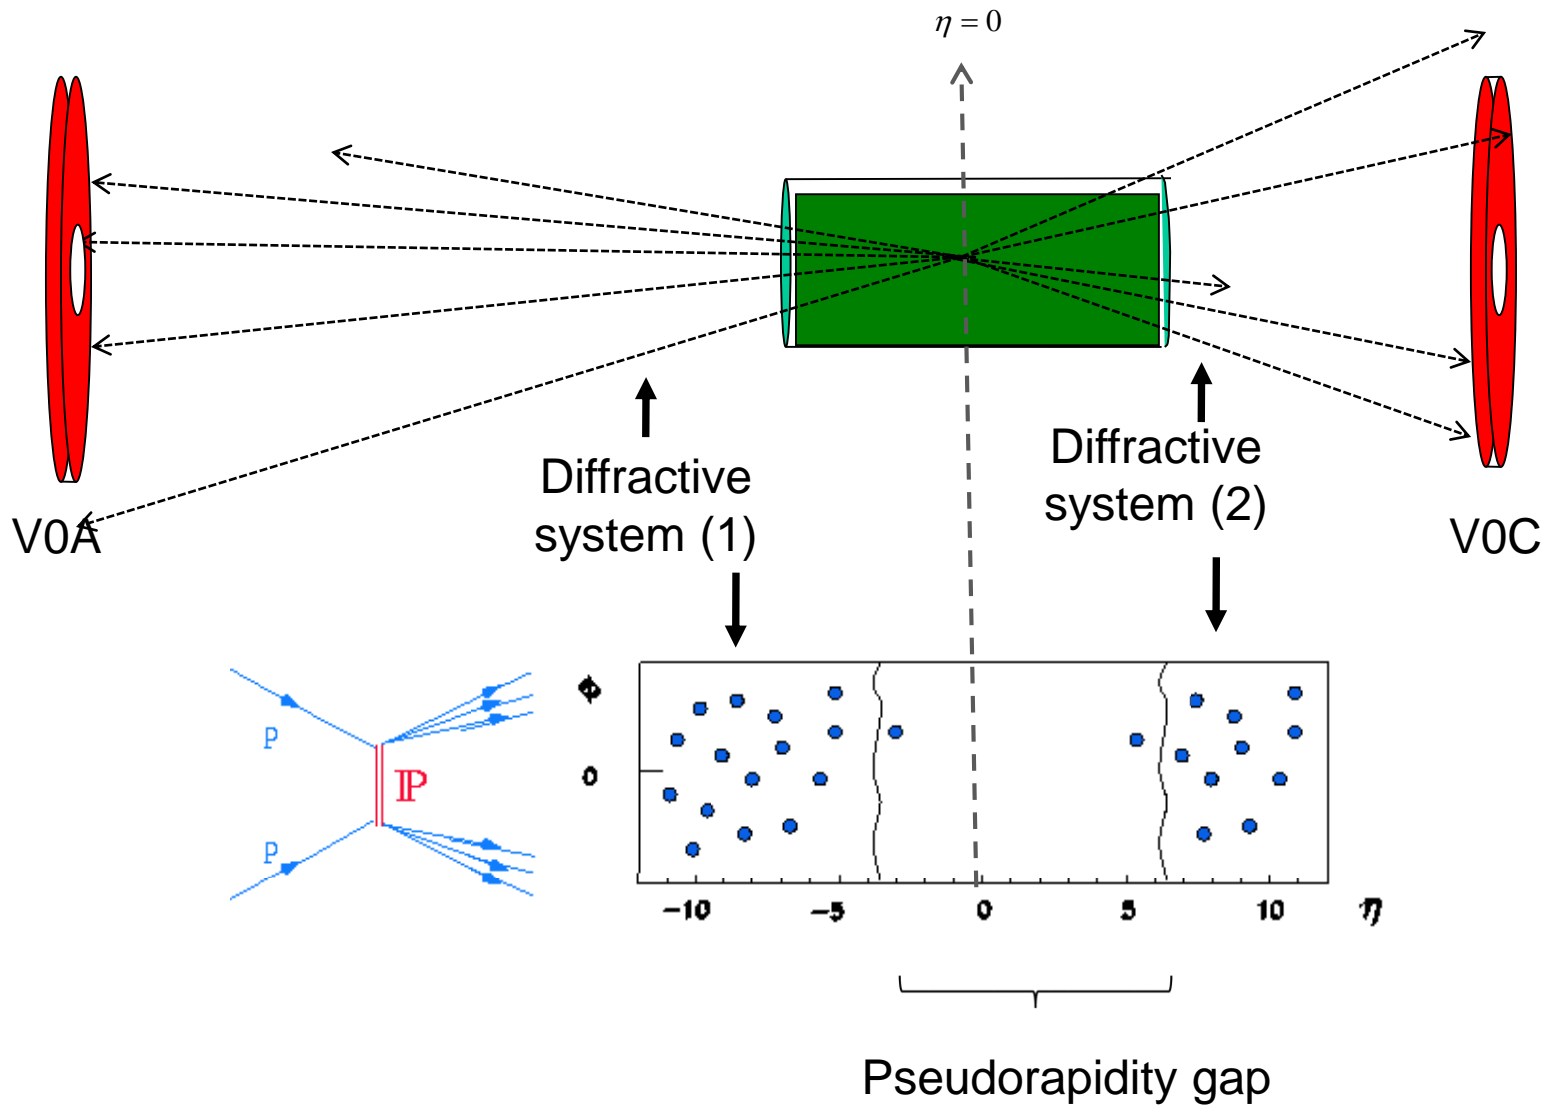 η = 0
Diffractive
system (1)
Diffractive
system (2)
V0A
V0C
p
p
ℙ
Φ
0
−10
−5
0
5
10
η
Pseudorapidity gap